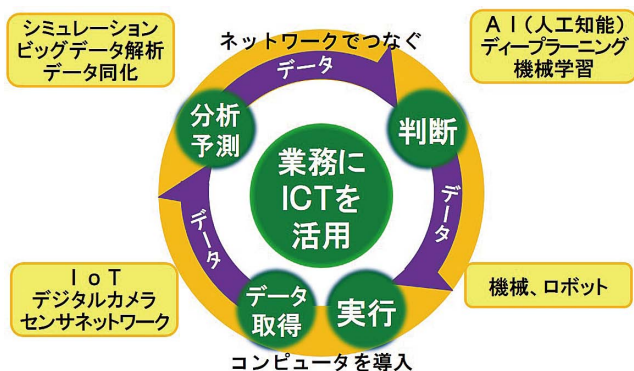 シミュレーション
ビッグデータ解析
データ同化
ネットワークでつなぐ
AI(人工知能)
ディープラーニング
機械学習
データ
分析
予測
判断
業務に
ICTを
活用
データ
データ
IoT
デジタルカメラ
センサネットワーク
データ
取得
実行
機械、ロボット
コンピュータを導入